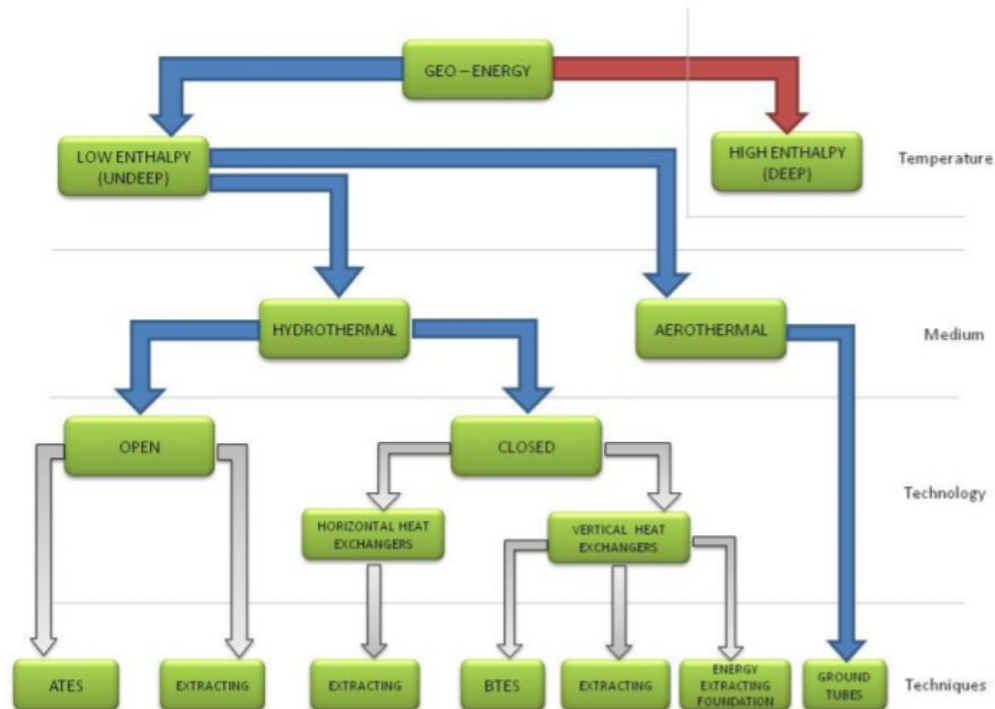 GEO – ENERGY
LOW ENTHALPY
(UNDEEP)
HIGH ENTHALPY
(DEEP)
Temperature
HYDROTHERMAL
AEROTHERMAL
Medium
OPEN
CLOSED
Technology
HORIZONTAL HEAT
EXCHANGERS
VERTICAL HEAT
EXCHANGERS
ATES
EXTRACTING
EXTRACTING
BTES
EXTRACTING
ENERGY
EXTRACTING
FOUNDATION
GROUND
TUBES
Techniques